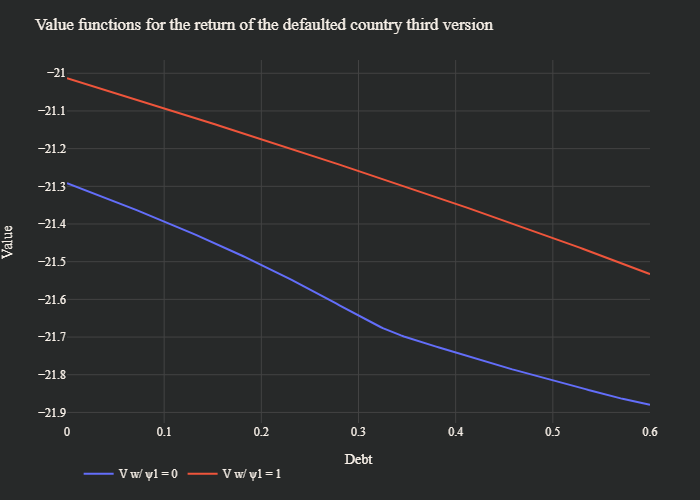 Value functions for the return of the defaulted country third version
−21
−21.1
−21.2
−21.3
−21.4
−21.5
−21.6
−21.7
−21.8
−21.9
Value
0 0.1 0.2 0.3 0.4 0.5 0.6
Debt
V w/ ψ1 = 0 V w/ ψ1 = 1